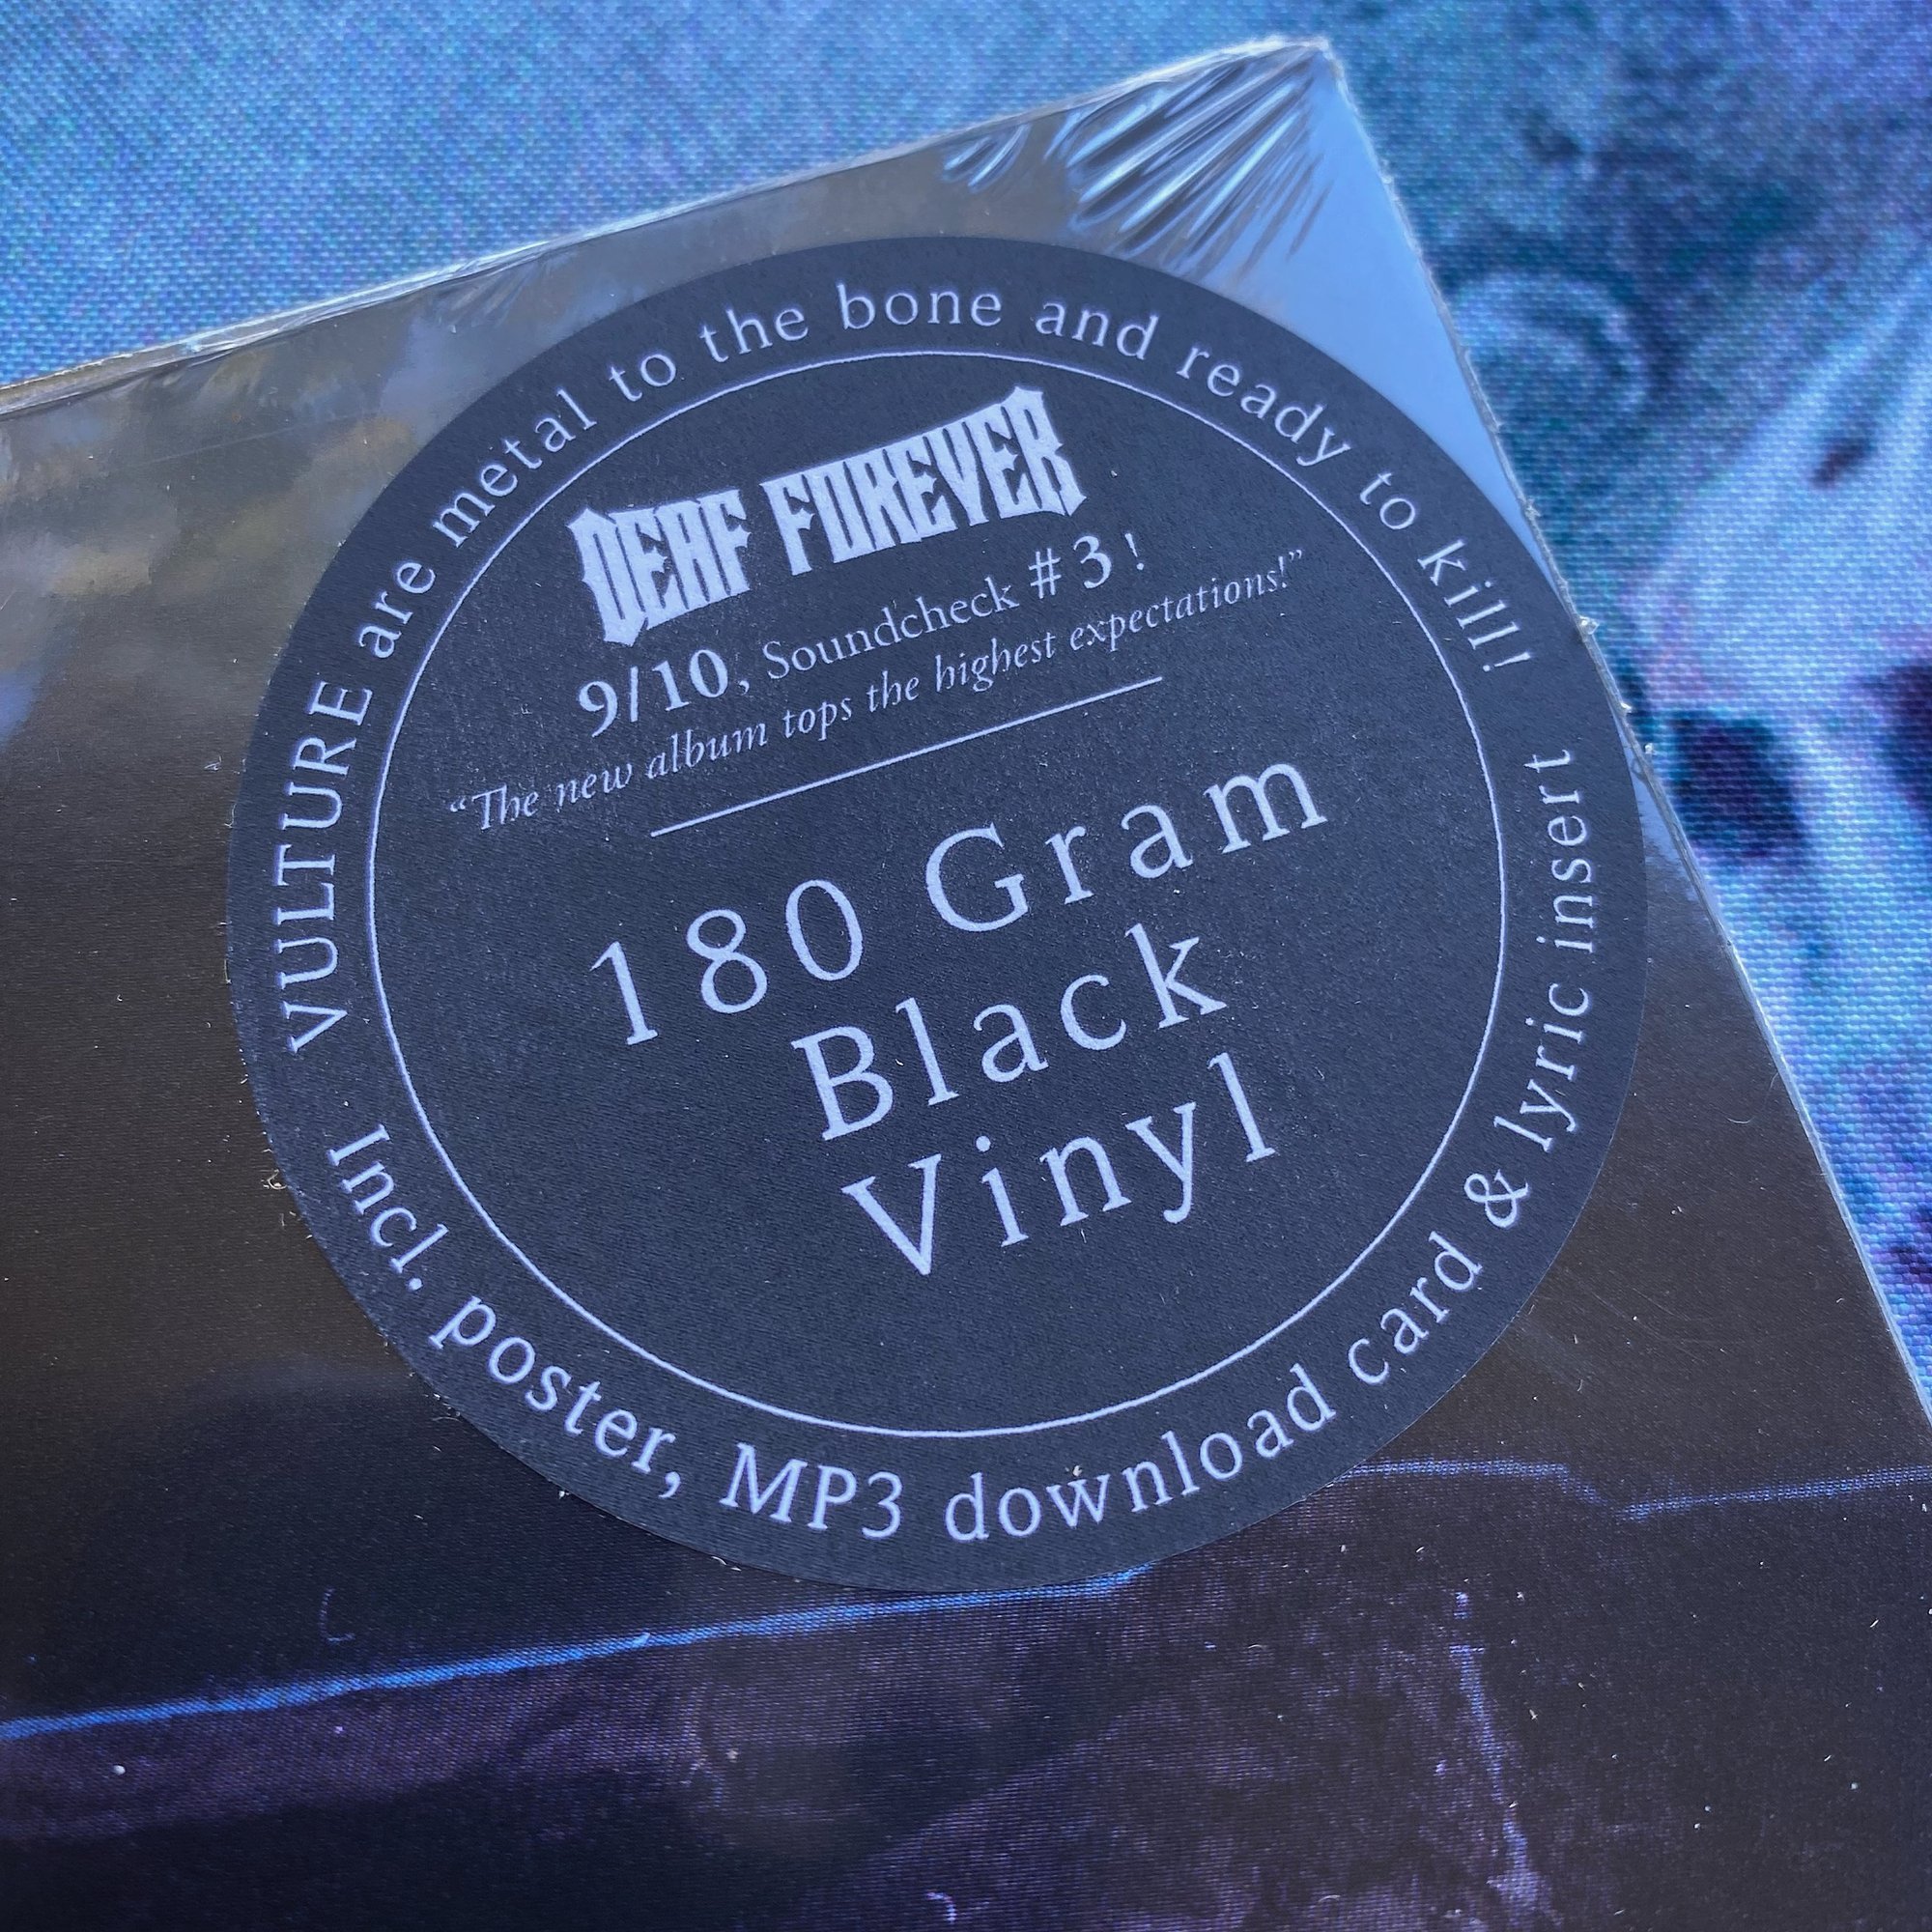 VULTURE are metal to the bone and ready to kill!
DEAF FOREVER
9/10, Soundcheck #3!
“The new album tops the highest expectations!”
180 Gram
Black
Vinyl
Incl. poster, MP3 download card & lyric insert